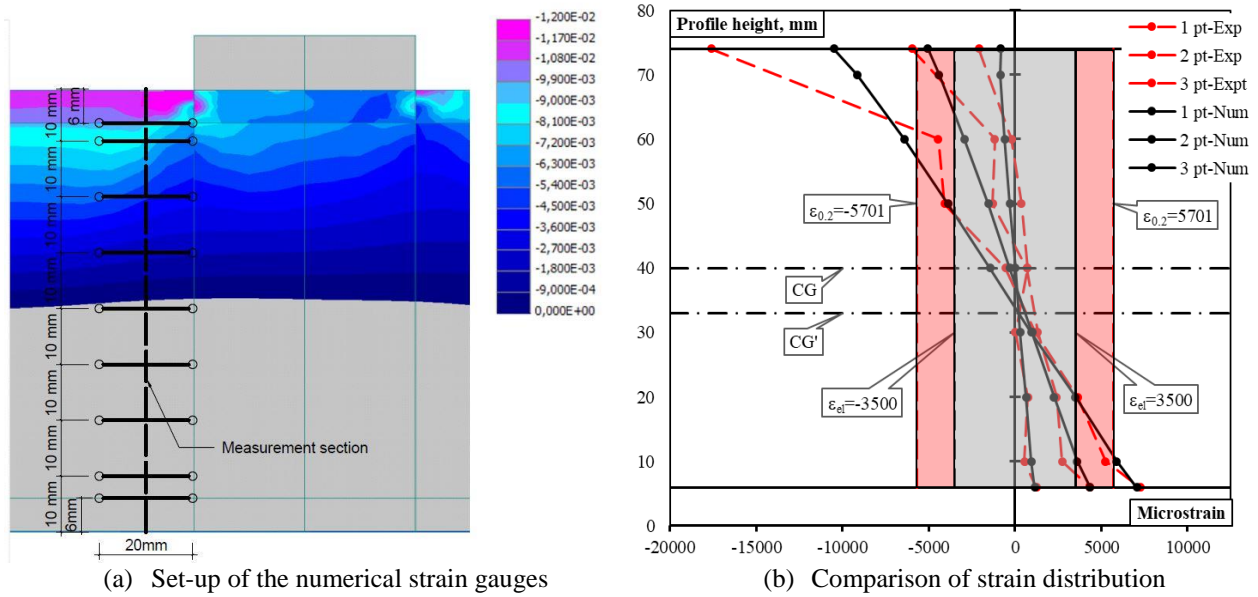 -1,200E-02
-1,170E-02
-1,080E-02
-9,900E-03
-9,000E-03
-8,100E-03
-7,200E-03
-6,300E-03
-5,400E-03
-4,500E-03
-3,600E-03
-2,700E-03
-1,800E-03
-9,000E-04
0,000E+00
6 mm
10 mm
10 mm
10 mm
10 mm
10 mm
10 mm
10 mm
10 mm
6mm
20mm
Measurement section
(a) Set-up of the numerical strain gauges
Profile height, mm
1 pt-Exp
2 pt-Exp
3 pt-Expt
1 pt-Num
2 pt-Num
3 pt-Num
80
70
60
50
40
30
20
10
0
ε0.2=-5701
ε0.2=5701
CG
CG'
εel=-3500
εel=3500
Microstrain
-20000 -15000 -10000 -5000 0 5000 10000
(b) Comparison of strain distribution